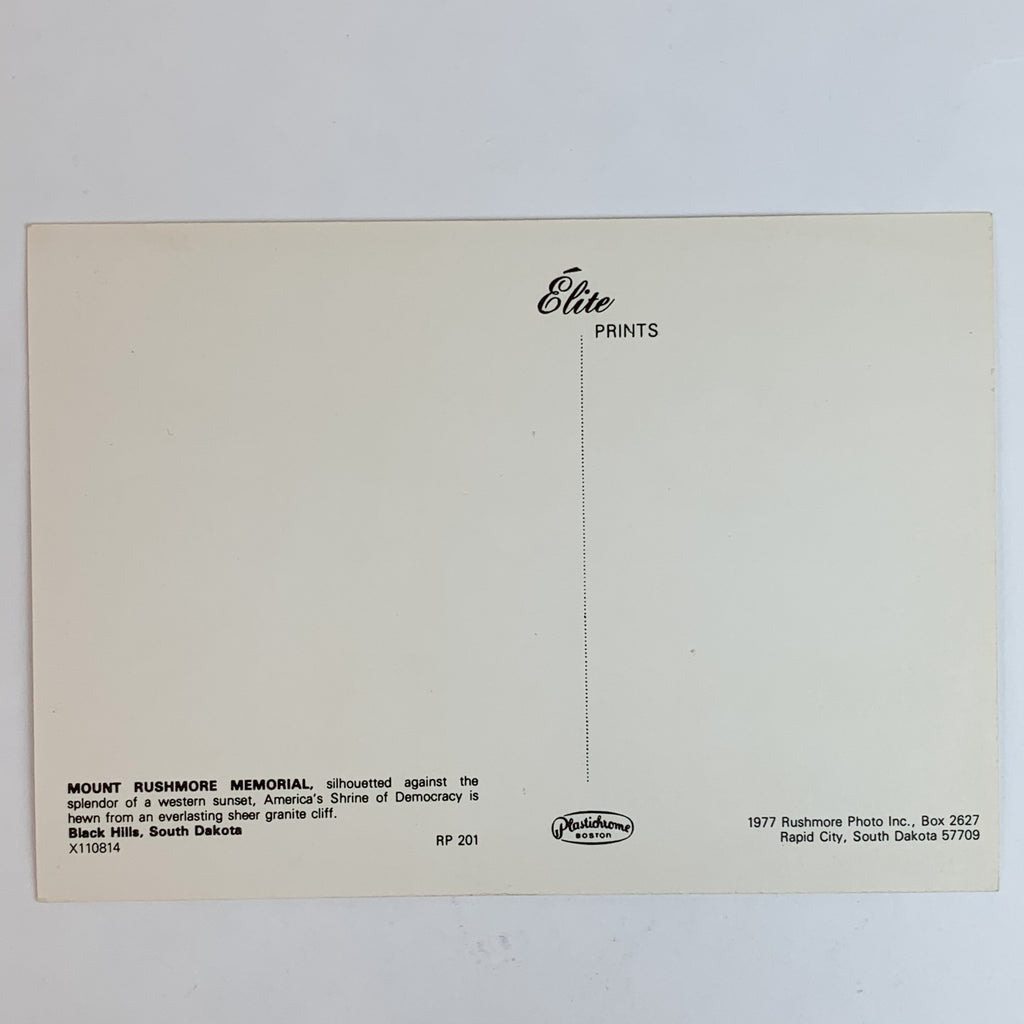 Élite
PRINTS
MOUNT RUSHMORE MEMORIAL, silhouetted against the
splendor of a western sunset, America's Shrine of Democracy is
hewn from an everlasting sheer granite cliff.
Black Hills, South Dakota
X110814
RP 201
Plastichrome
BOSTON
1977 Rushmore Photo Inc., Box 2627
Rapid City, South Dakota 57709